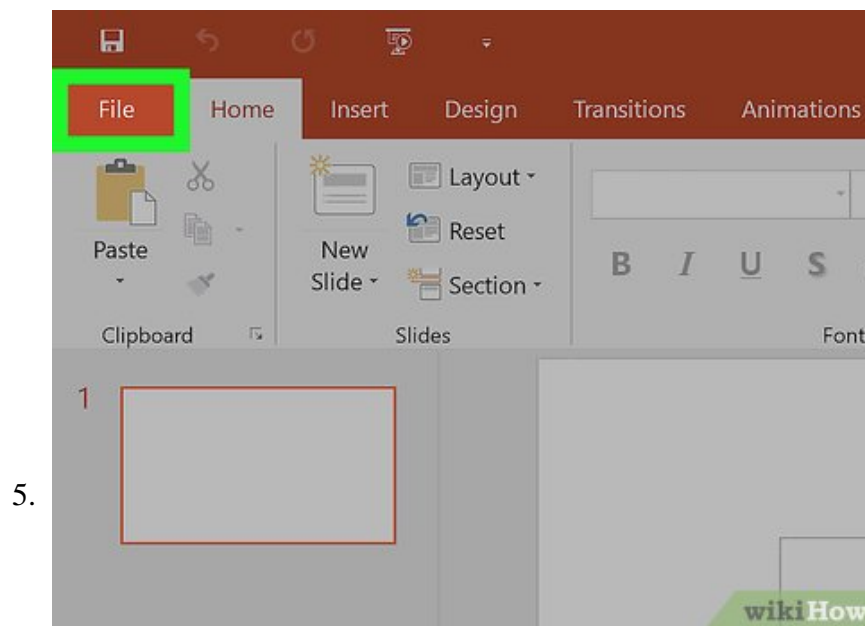 File Home Insert Design Transitions Animations
Layout
Reset
Paste New
Slide Section
B I U S
Clipboard Slides Font
1
5.
wikiHow